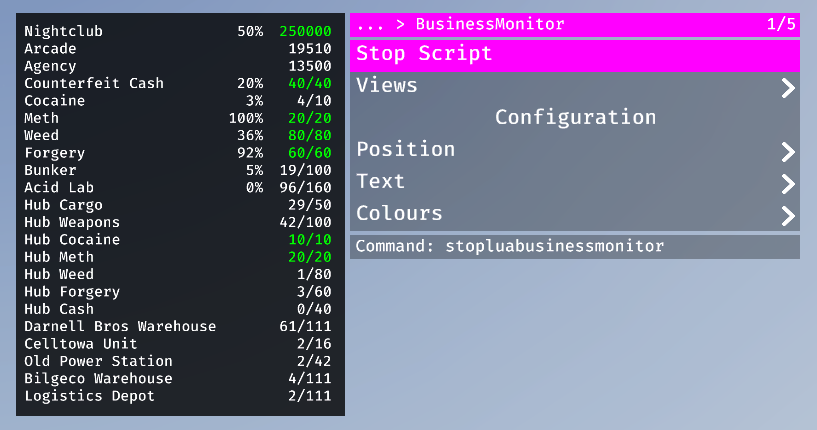 Nightclub 50% 250000
Arcade 19510
Agency 13500
Counterfeit Cash 20% 40/40
Cocaine 3% 4/10
Meth 100% 20/20
Weed 36% 80/80
Forgery 92% 60/60
Bunker 5% 19/100
Acid Lab 0% 96/160
Hub Cargo 29/50
Hub Weapons 42/100
Hub Cocaine 10/10
Hub Meth 20/20
Hub Weed 1/80
Hub Forgery 3/60
Hub Cash 0/40
Darnell Bros Warehouse 61/111
Celltowa Unit 2/16
Old Power Station 2/42
Bilgeco Warehouse 4/111
Logistics Depot 2/111
... > BusinessMonitor 1/5
Stop Script
Views
Configuration
Position
Text
Colours
Command: stopluabusinessmonitor